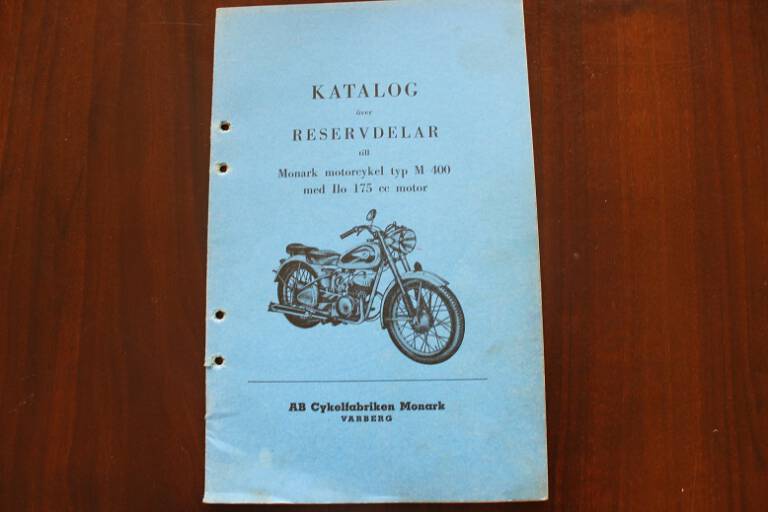 KATALOG
över
RESERVDELAR
till
Monark motorcykel typ M 400
med Ilo 175 cc motor
AB Cykelfabriken Monark
VARBERG